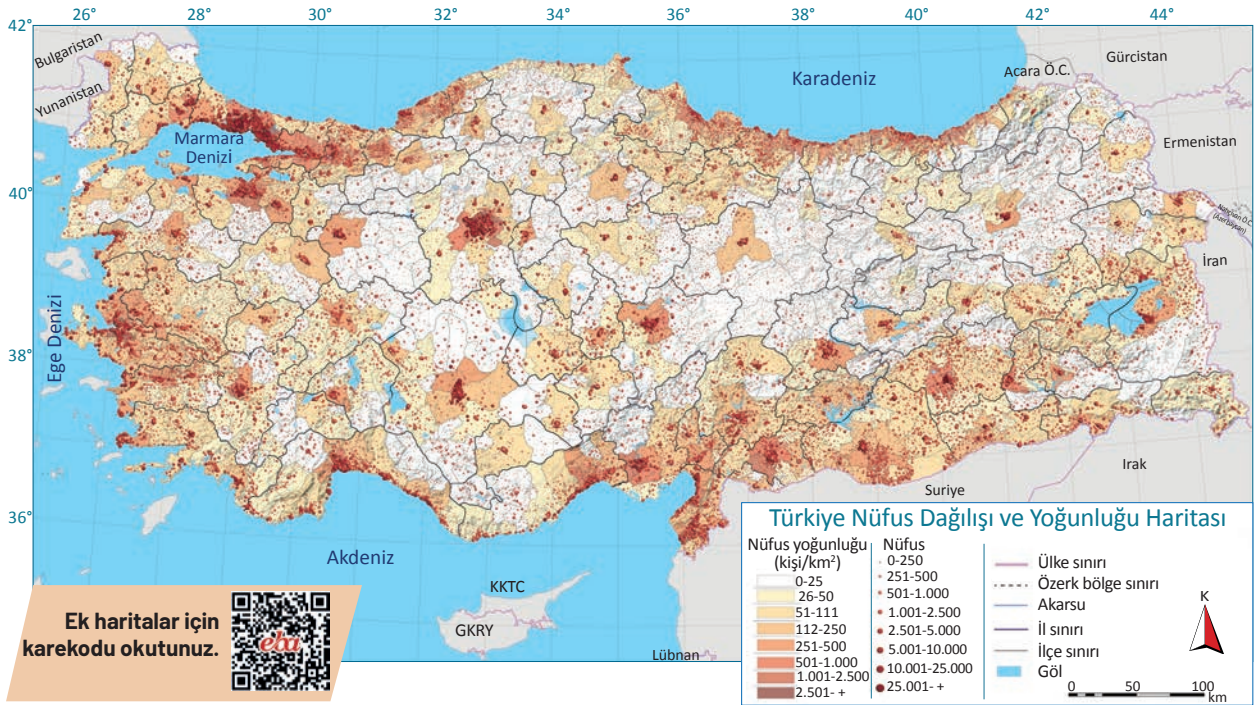 26° 28° 30° 32° 34° 36° 38° 40° 42° 44°
42°
Bulgaristan
Karadeniz
Acara Ö.C.
Gürcistan
Yunanistan
Marmara
Denizi
Ermenistan
40°
(Azerbaycan)
İran
Ege Denizi
38°
Irak
Suriye
36°
Akdeniz
KKTC
GKRY
Lübnan
Ek haritalar için
karekodu okutunuz.
eba
Türkiye Nüfus Dağılışı ve Yoğunluğu Haritası
Nüfus yoğunluğu
(kişi/km²)
0-25
26-50
51-111
112-250
251-500
501-1.000
1.001-2.500
2.501- +
Nüfus
0-250
251-500
501-1.000
1.001-2.500
2.501-5.000
5.001-10.000
10.001-25.000
25.001- +
Ülke sınırı
Özerk bölge sınırı
Akarsu
İl sınırı
İlçe sınırı
Göl
K
0 50 100
km